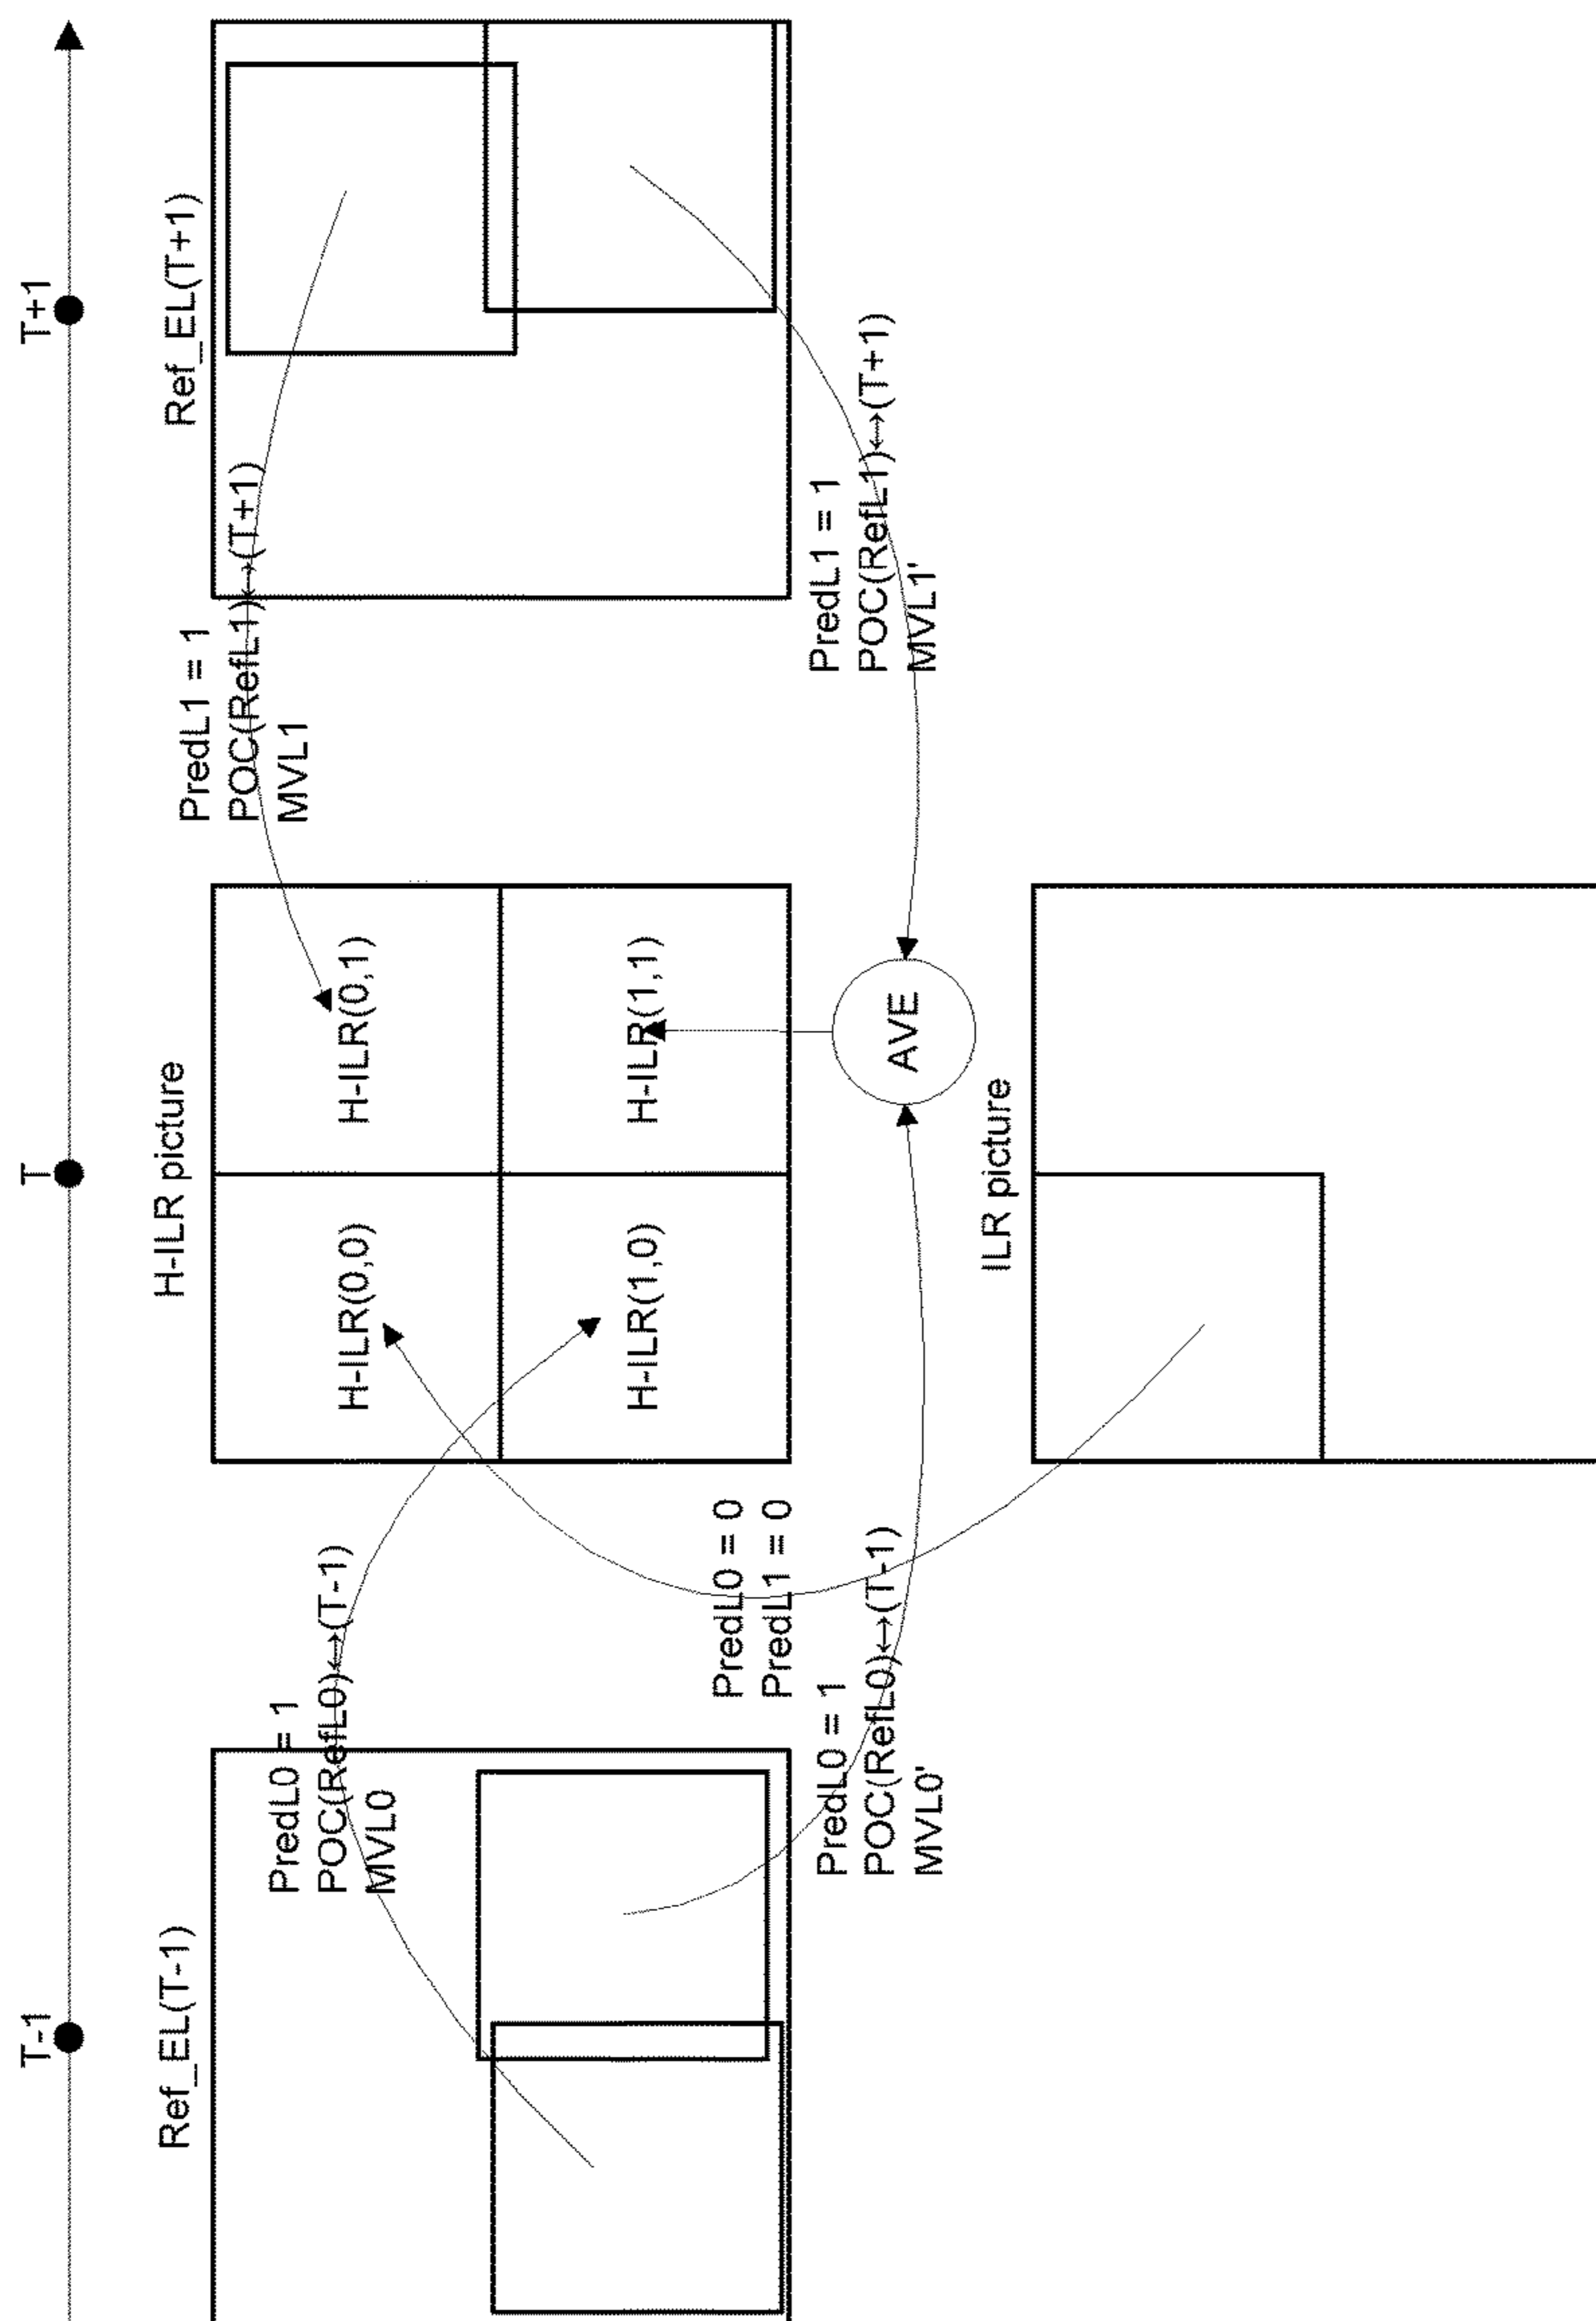 T-1
T
T+1
Ref_EL(T-1)
H-ILR picture
Ref_EL(T+1)
PredL1 = 1
POC(RefL1)↔(T+1)
MVL1
PredL0 = 1
POC(RefL0)↔(T-1)
MVL0
H-ILR(0,0)
H-ILR(0,1)
H-ILR(1,0)
H-ILR(1,1)
PredL0 = 0
PredL1 = 0
PredL0 = 1
POC(RefL0)↔(T-1)
MVL0'
PredL1 = 1
POC(RefL1)↔(T+1)
MVL1'
AVE
ILR picture